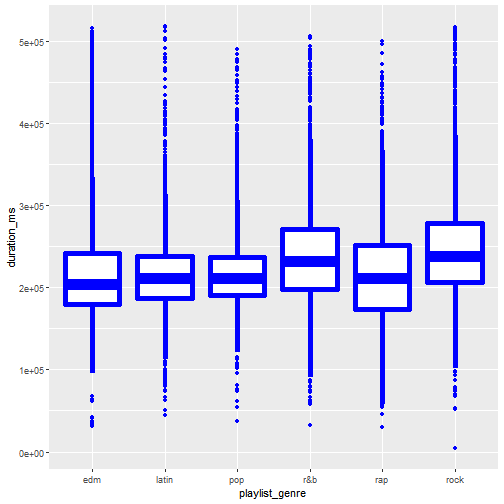 duration_ms
5e+05
4e+05
3e+05
2e+05
1e+05
0e+00
edm latin pop r&b rap rock
playlist_genre